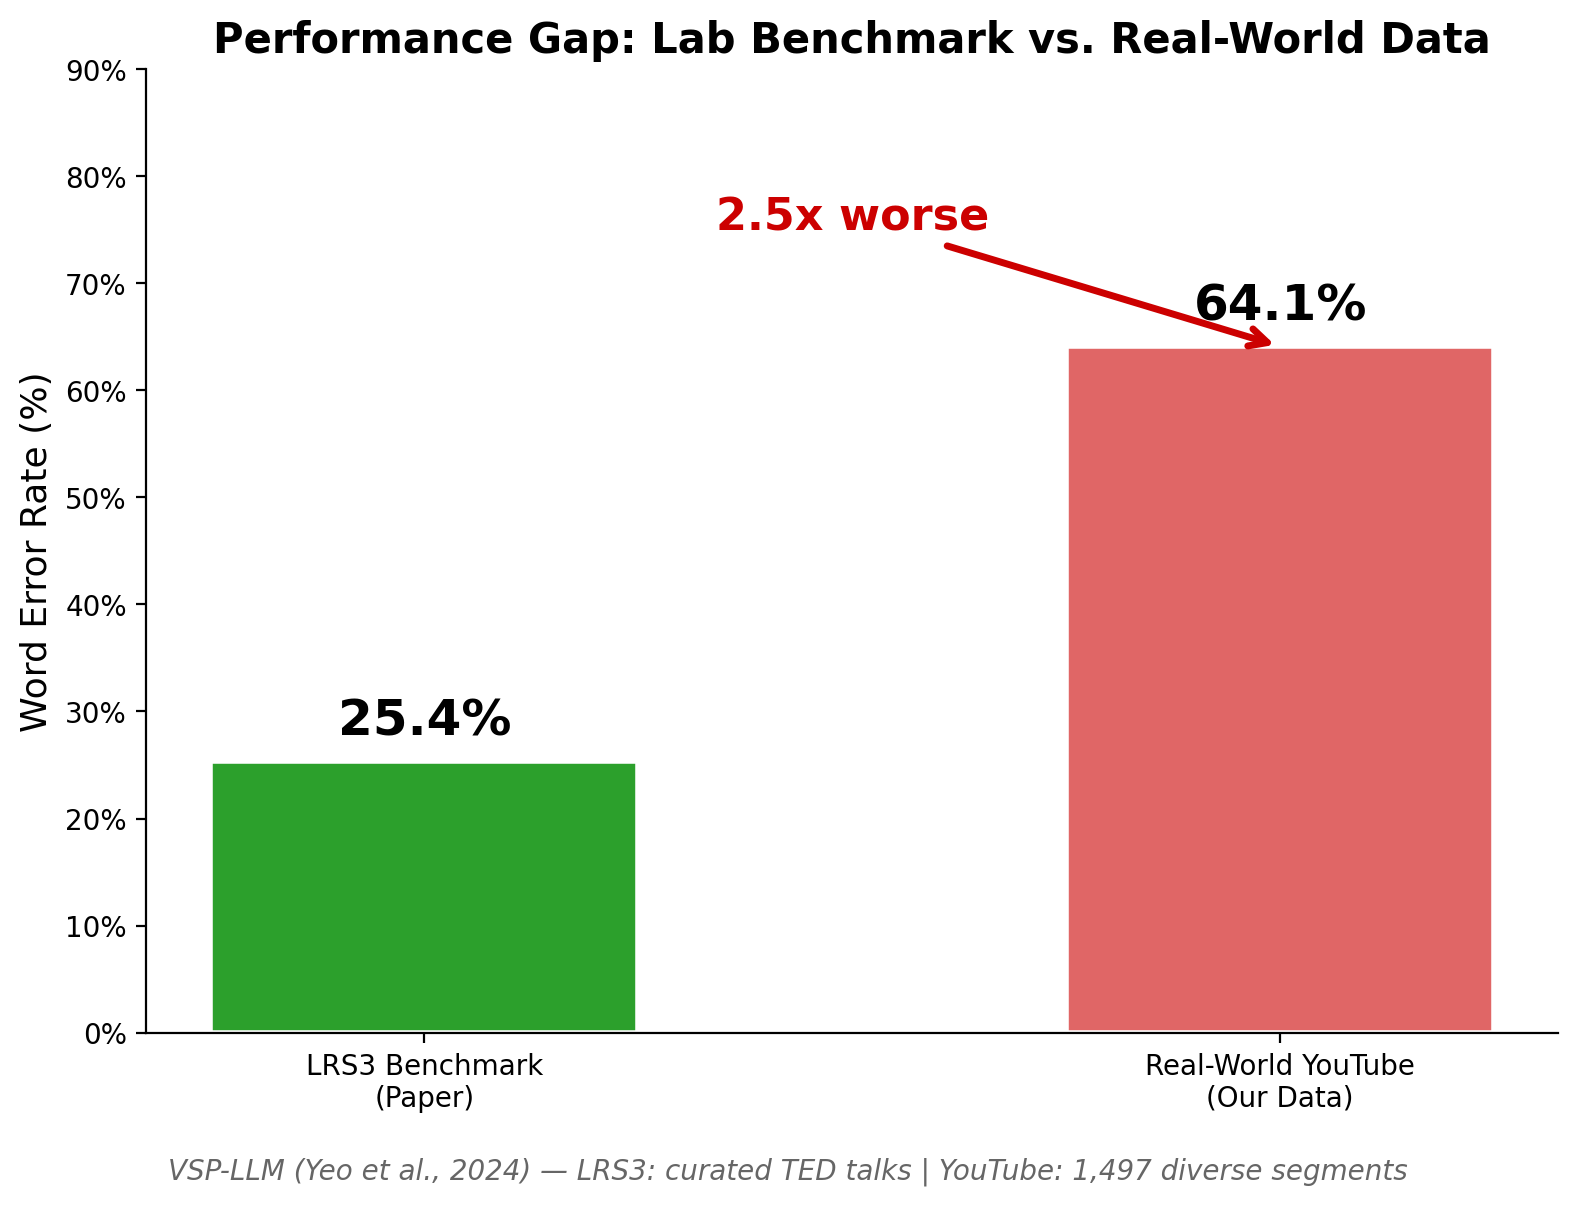 Performance Gap: Lab Benchmark vs. Real-World Data
90%
80%
70%
60%
50%
40%
30%
20%
10%
0%
Word Error Rate (%)
2.5x worse
64.1%
25.4%
LRS3 Benchmark
(Paper)
Real-World YouTube
(Our Data)
VSP-LLM (Yeo et al., 2024) — LRS3: curated TED talks | YouTube: 1,497 diverse segments